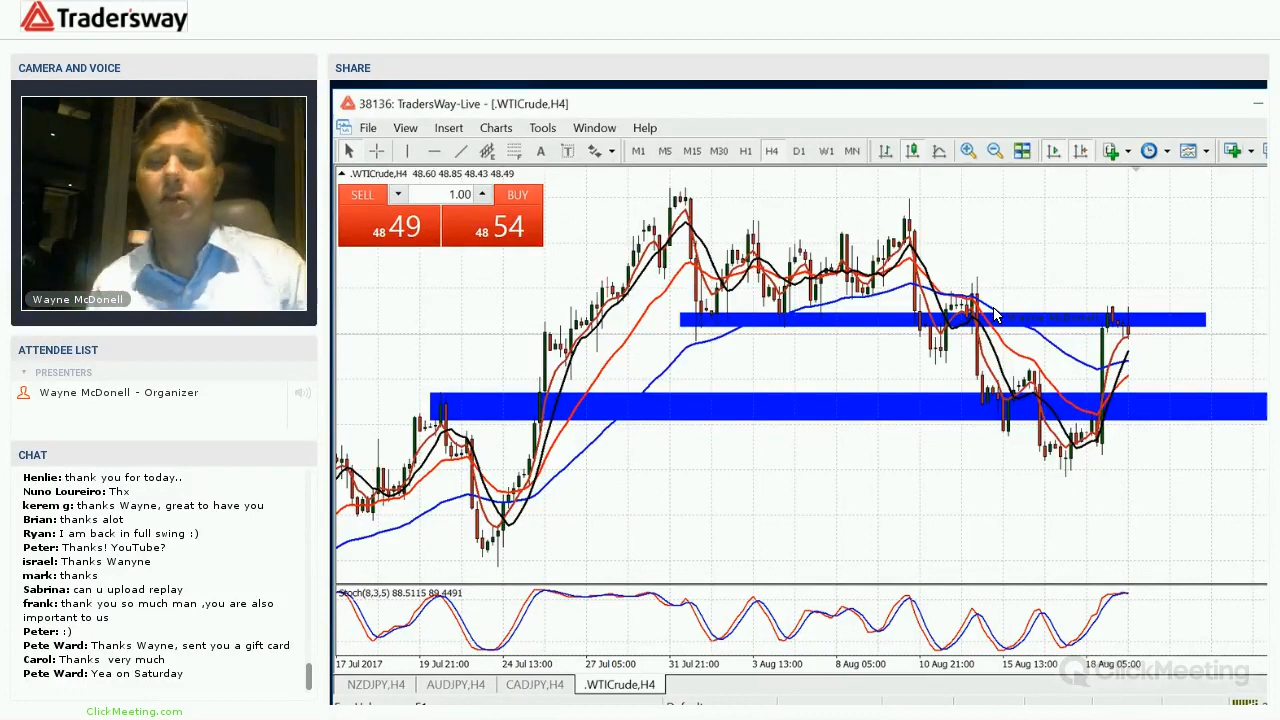 Tradersway
CAMERA AND VOICE
Wayne McDonell
ATTENDEE LIST
PRESENTERS
Wayne McDonell - Organizer
CHAT
Henlie: thank you for today..
Nuno Loureiro: Thx
kerem g: thanks Wayne, great to have you
Brian: thanks alot
Ryan: I am back in full swing :)
Peter: Thanks! YouTube?
israel: Thanks Wanyne
mark: thanks
Sabrina: can u upload replay
frank: thank you so much man ,you are also
important to us
Peter: :)
Pete Ward: Thanks Wayne, sent you a gift card
Carol: Thanks very much
Pete Ward: Yea on Saturday
ClickMeeting.com
SHARE
38136: TradersWay-Live - [.WTICrude,H4]
File View Insert Charts Tools Window Help
A T M1 M5 M15 M30 H1 H4 D1 W1 MN
.WTICrude,H4 48.60 48.85 48.43 48.49
SELL 1.00 BUY
48 49 48 54
Wayne McDonell
Stoch(8,3,5) 88.5115 89.4491
17 Jul 2017 19 Jul 21:00 24 Jul 13:00 27 Jul 05:00 31 Jul 21:00 3 Aug 13:00 8 Aug 05:00 10 Aug 21:00 15 Aug 13:00 18 Aug 05:00
ClickMeeting
NZDJPY,H4 AUDJPY,H4 CADJPY,H4 .WTICrude,H4